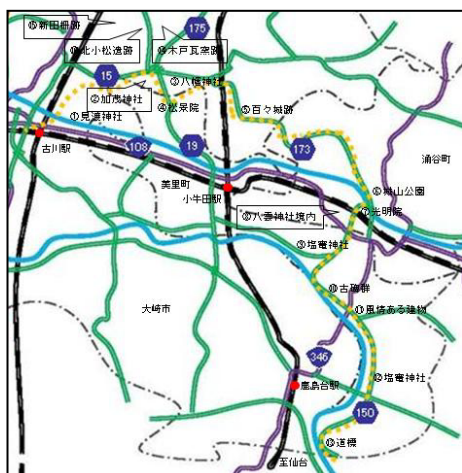 ⑮新田柵跡
175
⑯北小松遺跡
⑭木戸瓦窯跡
15
③八幡神社
②加茂神社
④松景院
⑤百々城跡
①見渡神社
古川駅
108
19
173
涌谷町
美里町
小牛田駅
⑥城山公園
⑧八雲神社境内
⑦光明院
⑨塩竈神社
⑩古碑群
⑪風情ある建物
大崎市
346
鹿島台駅
⑫塩竈神社
150
⑬道標
至仙台